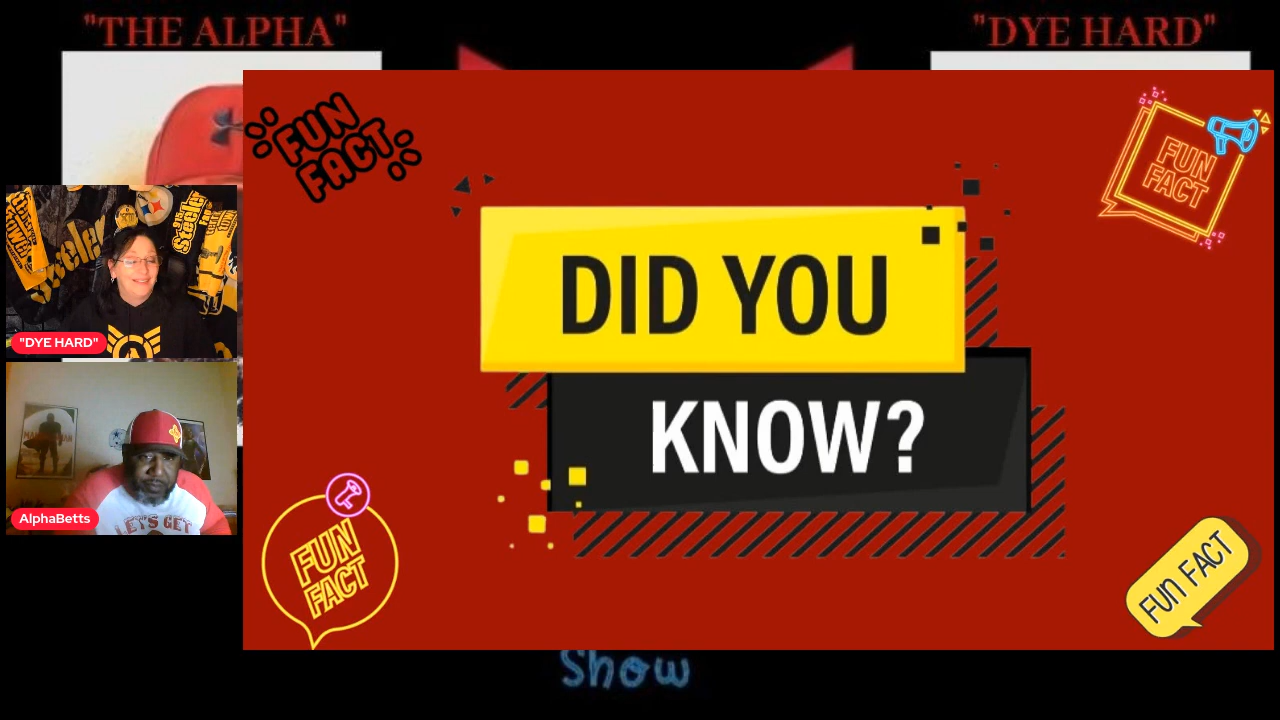 "THE ALPHA"
"DYE HARD"
FUN
FACT
FUN
FACT
DID YOU
KNOW?
Steeler
"DYE HARD"
AlphaBetts
LET'S GET
FUN
FACT
FUN FACT
Show